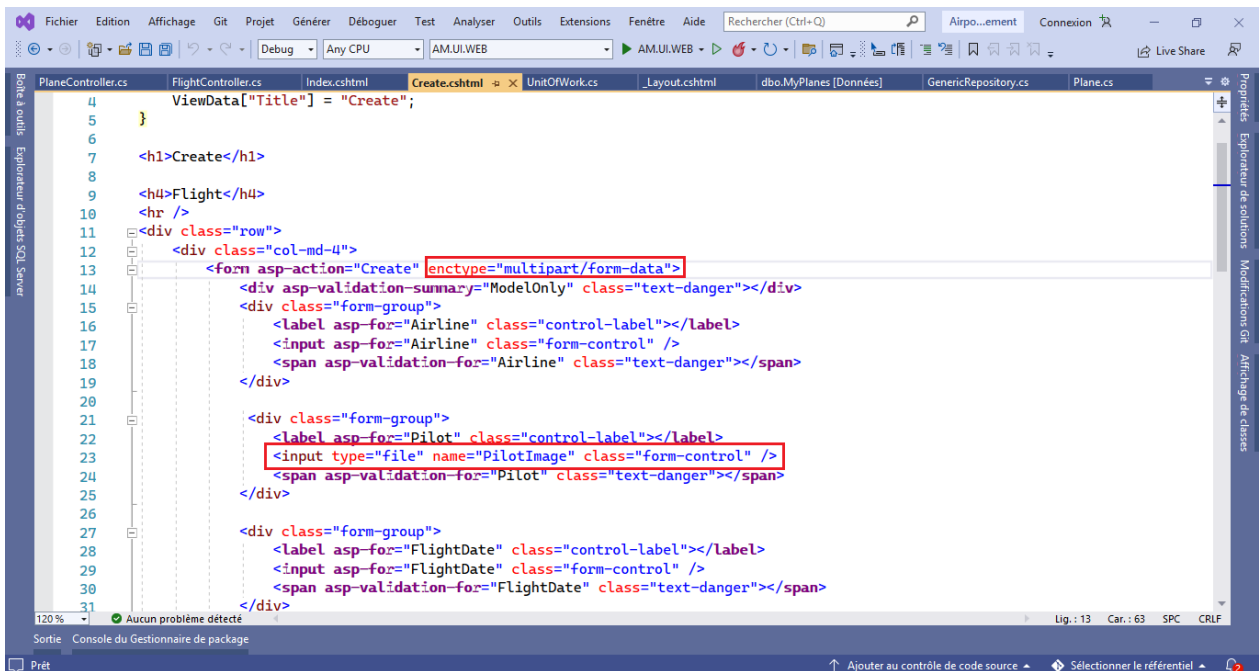 Fichier Edition Affichage Git Projet Générer Déboguer Test Analyser Outils Extensions Fenêtre Aide Rechercher (Ctrl+Q) Airpo...ement Connexion
Debug Any CPU AM.UI.WEB AM.UI.WEB Live Share
PlaneController.cs FlightController.cs Index.cshtml Create.cshtml UnitOfWork.cs _Layout.cshtml dbo.MyPlanes [Données] GenericRepository.cs Plane.cs
Boîte à outils Explorateur d'objets SQL Server
4 ViewData["Title"] = "Create";
5 }
6
7 <h1>Create</h1>
8
9 <h4>Flight</h4>
10 <hr />
11 <div class="row">
12 <div class="col-md-4">
13 <form asp-action="Create" enctype="multipart/form-data">
14 <div asp-validation-summary="ModelOnly" class="text-danger"></div>
15 <div class="form-group">
16 <label asp-for="Airline" class="control-label"></label>
17 <input asp-for="Airline" class="form-control" />
18 <span asp-validation-for="Airline" class="text-danger"></span>
19 </div>
20
21 <div class="form-group">
22 <label asp-for="Pilot" class="control-label"></label>
23 <input type="file" name="PilotImage" class="form-control" />
24 <span asp-validation-for="Pilot" class="text-danger"></span>
25 </div>
26
27 <div class="form-group">
28 <label asp-for="FlightDate" class="control-label"></label>
29 <input asp-for="FlightDate" class="form-control" />
30 <span asp-validation-for="FlightDate" class="text-danger"></span>
31 </div>
Propriétés Explorateur de solutions Modifications Git Affichage de classes
120 % Aucun problème détecté Lig. : 13 Car. : 63 SPC CRLF
Sortie Console du Gestionnaire de package
Prêt Ajouter au contrôle de code source Sélectionner le référentiel 2